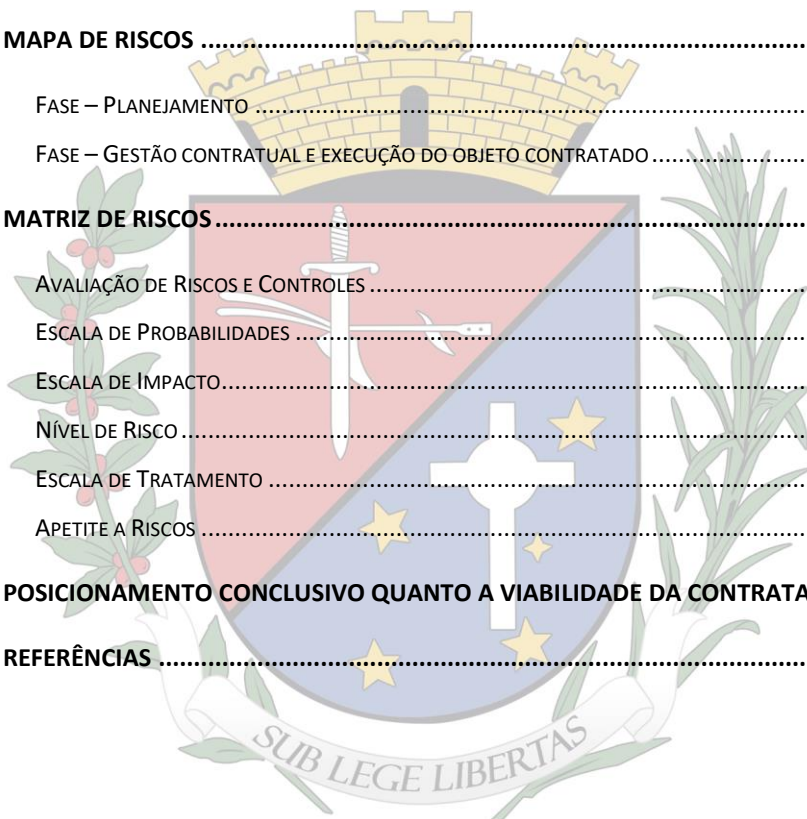 MAPA DE RISCOS ..........................................................................................
FASE – PLANEJAMENTO ..................................................................................
FASE – GESTÃO CONTRATUAL E EXECUÇÃO DO OBJETO CONTRATADO ........................
MATRIZ DE RISCOS ........................................................................................
AVALIAÇÃO DE RISCOS E CONTROLES ................................................................
ESCALA DE PROBABILIDADES ............................................................................
ESCALA DE IMPACTO.......................................................................................
NÍVEL DE RISCO .............................................................................................
ESCALA DE TRATAMENTO ................................................................................
APETITE A RISCOS ..........................................................................................
POSICIONAMENTO CONCLUSIVO QUANTO A VIABILIDADE DA CONTRATA
REFERÊNCIAS ................................................................................................
SUB LEGE LIBERTAS